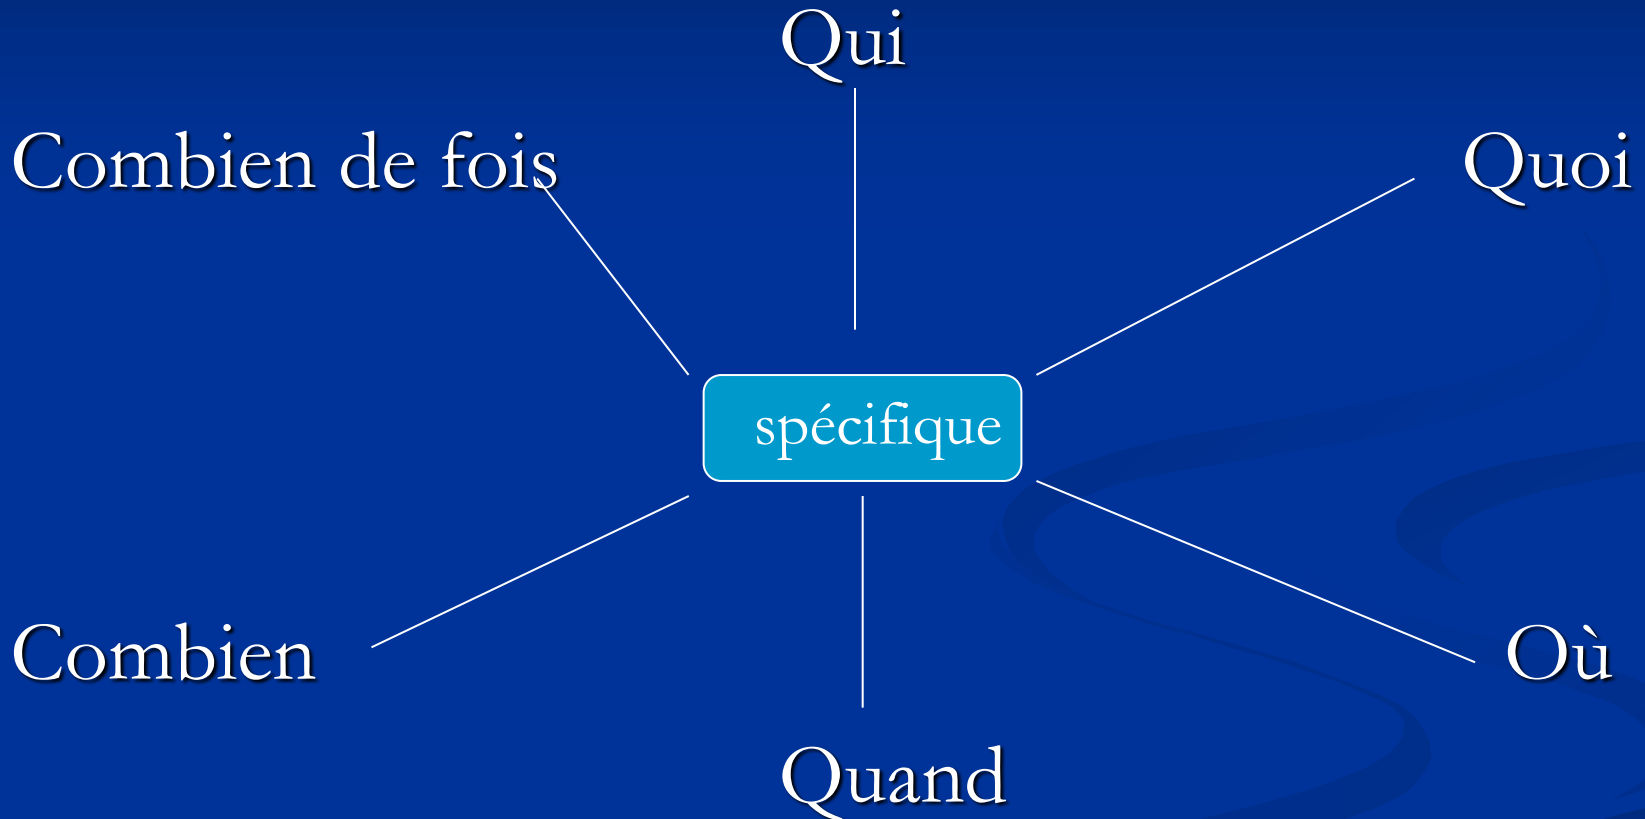 Qui
Combien de fois
Quoi
spécifique
Combien
Où
Quand